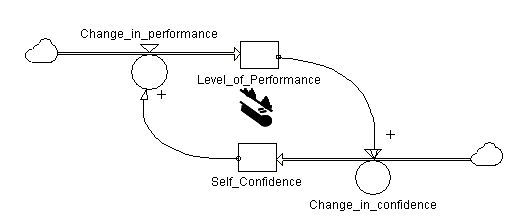 Change_in_performance
Level_of_Performance
+
+
Self_Confidence
Change_in_confidence